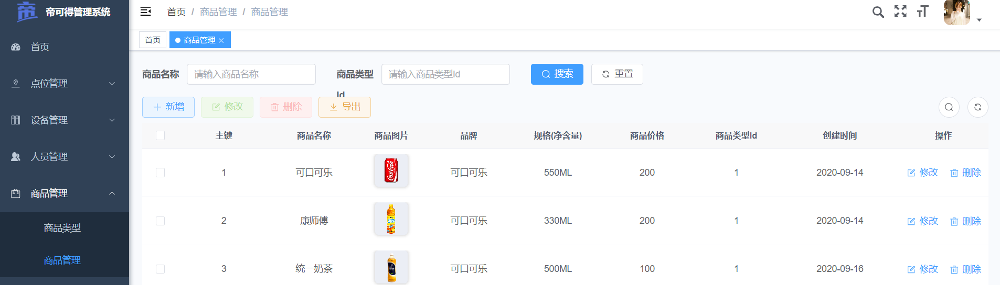 帝可得管理系统
首页 / 商品管理 / 商品管理
首页
商品管理
首页
点位管理
设备管理
人员管理
商品管理
商品类型
商品管理
商品名称 请输入商品名称 商品类型Id 请输入商品类型Id 搜索 重置
新增 修改 删除 导出
主键 商品名称 商品图片 品牌 规格(净含量) 商品价格 商品类型Id 创建时间 操作
1 可口可乐 Coca-Cola 可口可乐 550ML 200 1 2020-09-14 修改 删除
2 康师傅 可口可乐 330ML 200 1 2020-09-14 修改 删除
3 统一奶茶 可口可乐 500ML 100 1 2020-09-16 修改 删除